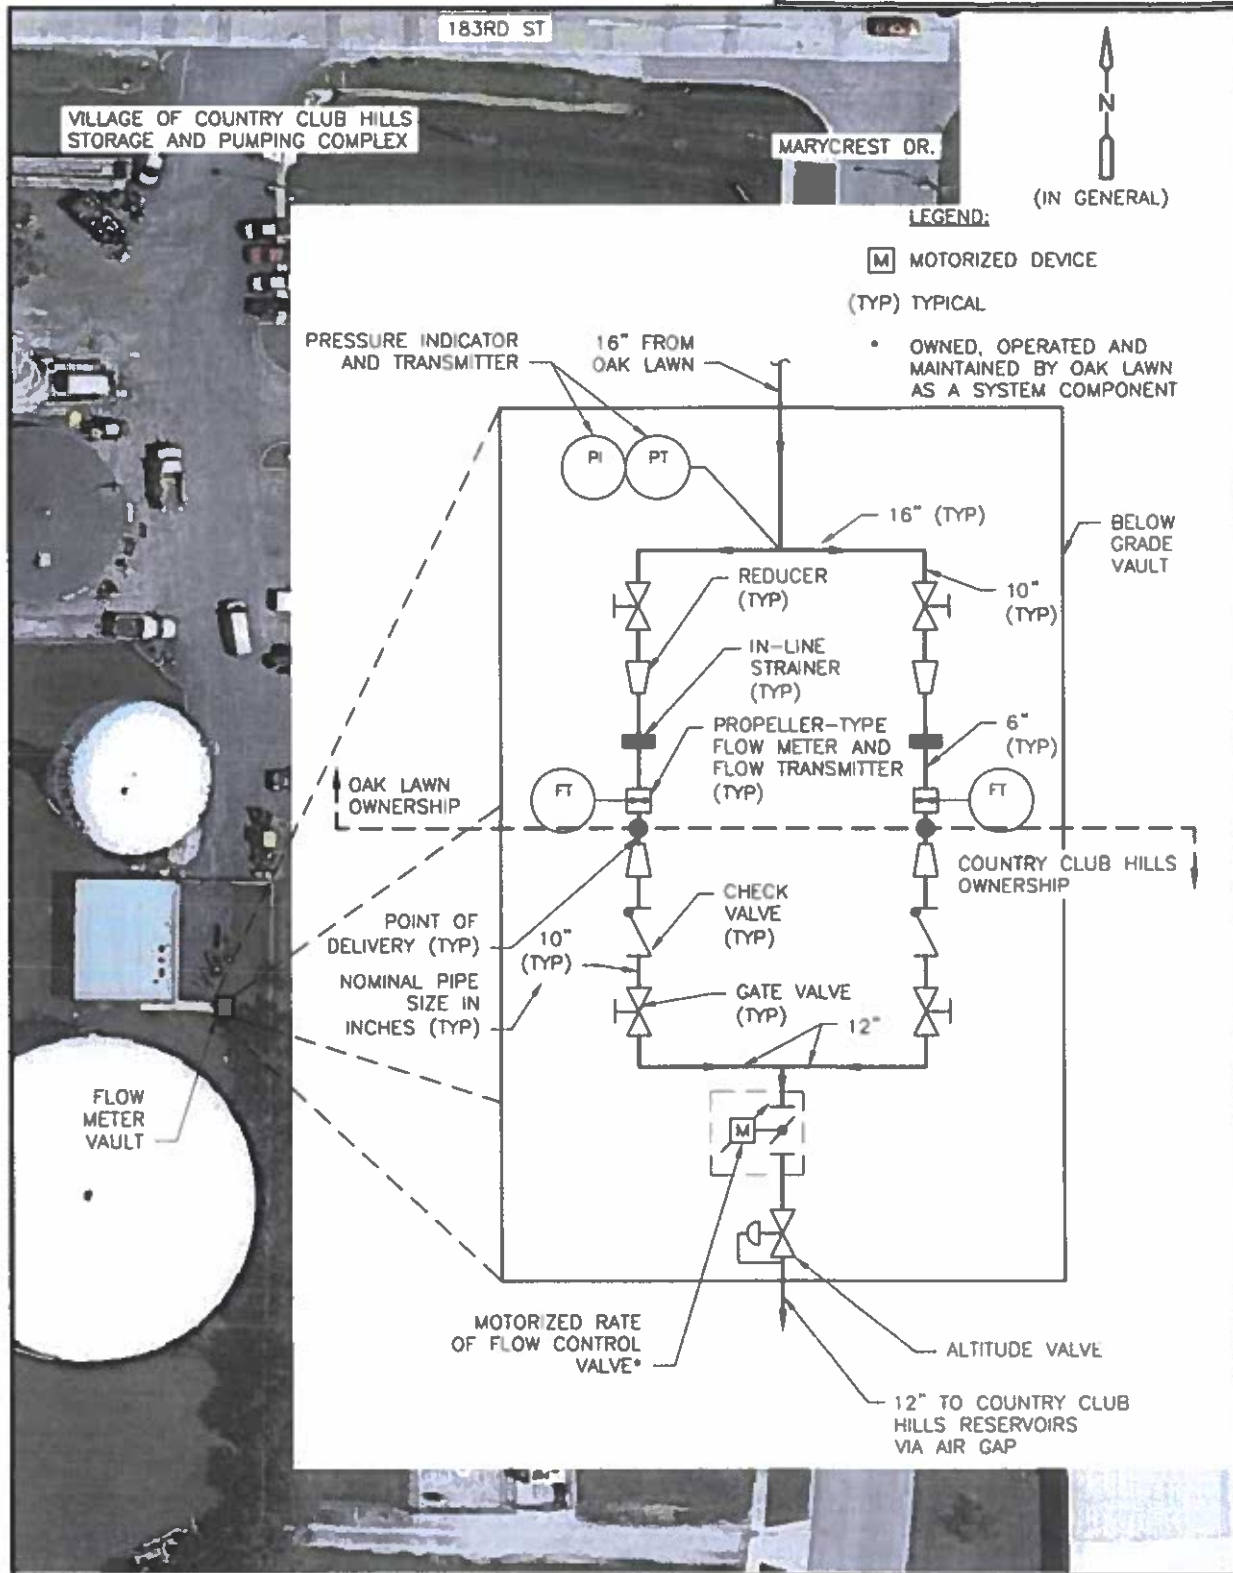 183RD ST
VILLAGE OF COUNTRY CLUB HILLS
STORAGE AND PUMPING COMPLEX
MARYCREST DR.
N
(IN GENERAL)
LEGEND:
M MOTORIZED DEVICE
(TYP) TYPICAL
• OWNED, OPERATED AND
MAINTAINED BY OAK LAWN
AS A SYSTEM COMPONENT
PRESSURE INDICATOR
AND TRANSMITTER
16" FROM
OAK LAWN
PI
PT
16" (TYP)
BELOW
GRADE
VAULT
REDUCER
(TYP)
10"
(TYP)
IN-LINE
STRAINER
(TYP)
PROPELLER-TYPE
FLOW METER AND
FLOW TRANSMITTER
(TYP)
6"
(TYP)
OAK LAWN
OWNERSHIP
FT
FT
COUNTRY CLUB HILLS
OWNERSHIP
POINT OF
DELIVERY (TYP)
10"
(TYP)
CHECK
VALVE
(TYP)
NOMINAL PIPE
SIZE IN
INCHES (TYP)
GATE VALVE
(TYP)
12"
FLOW
METER
VAULT
M
MOTORIZED RATE
OF FLOW CONTROL
VALVE•
ALTITUDE VALVE
12" TO COUNTRY CLUB
HILLS RESERVOIRS
VIA AIR GAP